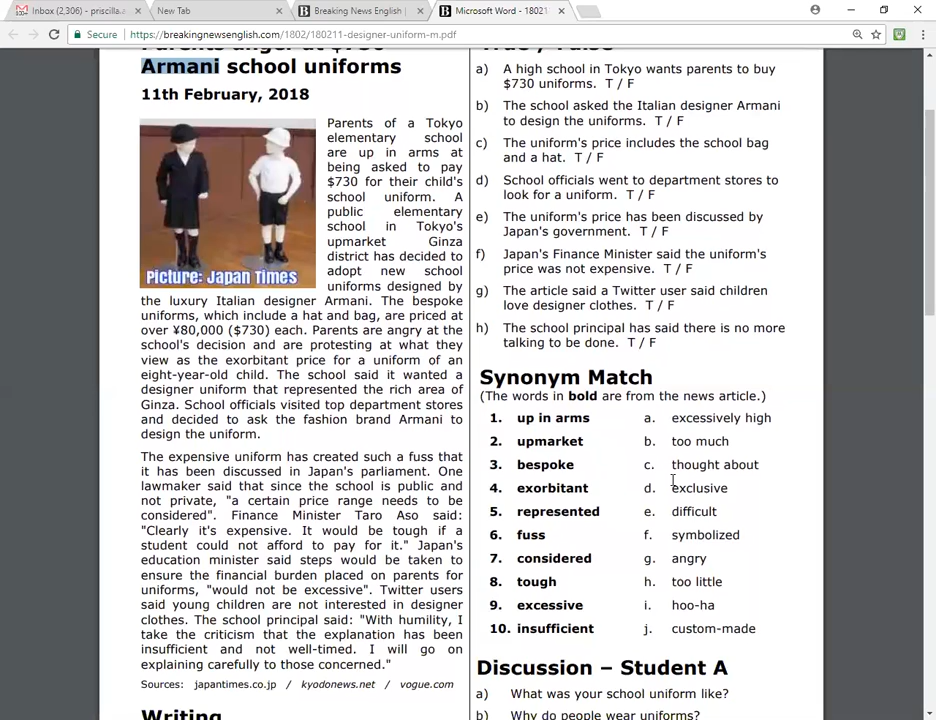 Inbox (2,306) - priscilla.
New Tab
Breaking News English |
Microsoft Word - 18021
Secure
https://breakingnewsenglish.com/1802/180211-designer-uniform-m.pdf
Parents anger at $730
Armani school uniforms
11th February, 2018
Parents of a Tokyo
elementary school
are up in arms at
being asked to pay
$730 for their child's
school uniform. A
public elementary
school in Tokyo's
upmarket Ginza
district has decided to
adopt new school
uniforms designed by
Picture: Japan Times
the luxury Italian designer Armani. The bespoke
uniforms, which include a hat and bag, are priced at
over ¥80,000 ($730) each. Parents are angry at the
school's decision and are protesting at what they
view as the exorbitant price for a uniform of an
eight-year-old child. The school said it wanted a
designer uniform that represented the rich area of
Ginza. School officials visited top department stores
and decided to ask the fashion brand Armani to
design the uniform.
The expensive uniform has created such a fuss that
it has been discussed in Japan's parliament. One
lawmaker said that since the school is public and
not private, "a certain price range needs to be
considered". Finance Minister Taro Aso said:
"Clearly it's expensive. It would be tough if a
student could not afford to pay for it." Japan's
education minister said steps would be taken to
ensure the financial burden placed on parents for
uniforms, "would not be excessive". Twitter users
said young children are not interested in designer
clothes. The school principal said: "With humility, I
take the criticism that the explanation has been
insufficient and not well-timed. I will go on
explaining carefully to those concerned."
Sources: japantimes.co.jp / kyodonews.net / vogue.com
Writing
True / False
a) A high school in Tokyo wants parents to buy
$730 uniforms. T / F
b) The school asked the Italian designer Armani
to design the uniforms. T / F
c) The uniform's price includes the school bag
and a hat. T / F
d) School officials went to department stores to
look for a uniform. T / F
e) The uniform's price has been discussed by
Japan's government. T / F
f) Japan's Finance Minister said the uniform's
price was not expensive. T / F
g) The article said a Twitter user said children
love designer clothes. T / F
h) The school principal has said there is no more
talking to be done. T / F
Synonym Match
(The words in bold are from the news article.)
1. up in arms a. excessively high
2. upmarket b. too much
3. bespoke c. thought about
4. exorbitant d. exclusive
5. represented e. difficult
6. fuss f. symbolized
7. considered g. angry
8. tough h. too little
9. excessive i. hoo-ha
10. insufficient j. custom-made
Discussion – Student A
a) What was your school uniform like?
b) Why do people wear uniforms?